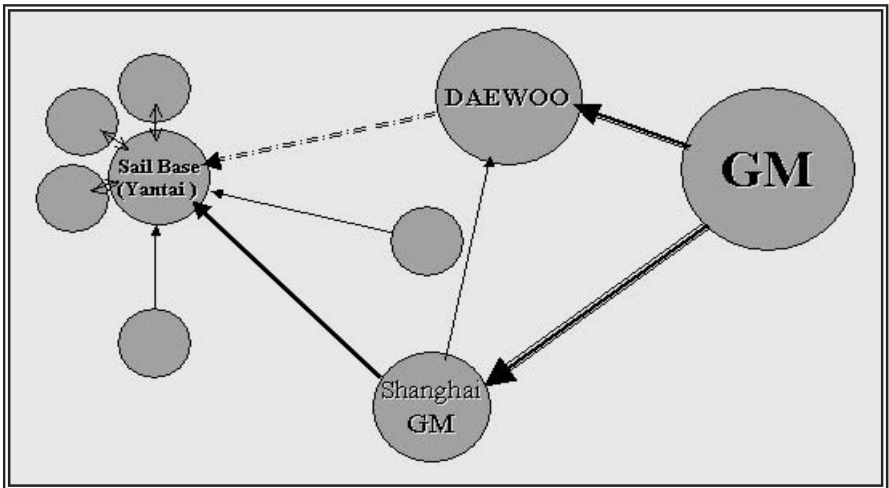 DAEWOO
GM
Sail Base
(Yantai )
Shanghai
GM